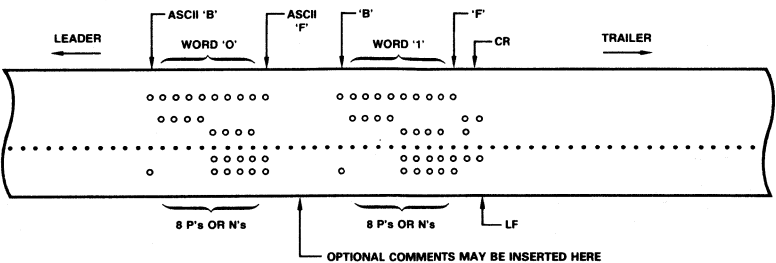 ASCII 'B'
ASCII 'F'
'B'
'F'
LEADER
WORD 'O'
WORD '1'
CR
TRAILER
8 P's OR N's
8 P's OR N's
LF
OPTIONAL COMMENTS MAY BE INSERTED HERE